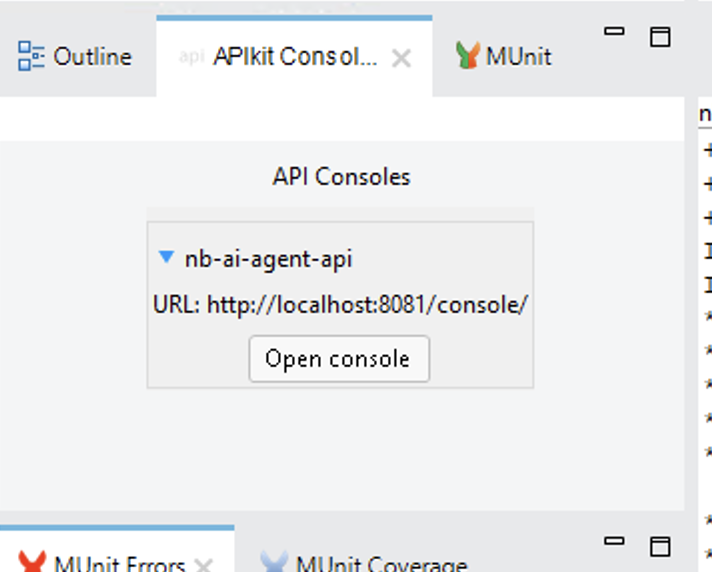 Outline
api APIkit Consol...
MUnit
n
API Consoles
nb-ai-agent-api
URL: http://localhost:8081/console/
Open console
MUnit Errors
MUnit Coverage